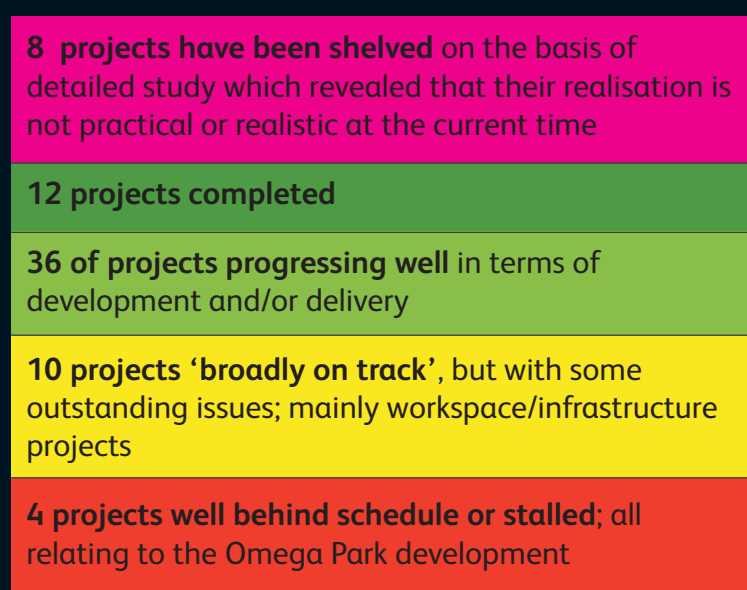 8  projects have been shelved on the basis of
detailed study which revealed that their realisation is
not practical or realistic at the current time
12 projects completed
36 of projects progressing well in terms of
development and/or delivery
10 projects ‘broadly on track’, but with some
outstanding issues; mainly workspace/infrastructure
projects
4 projects well behind schedule or stalled; all
relating to the Omega Park development